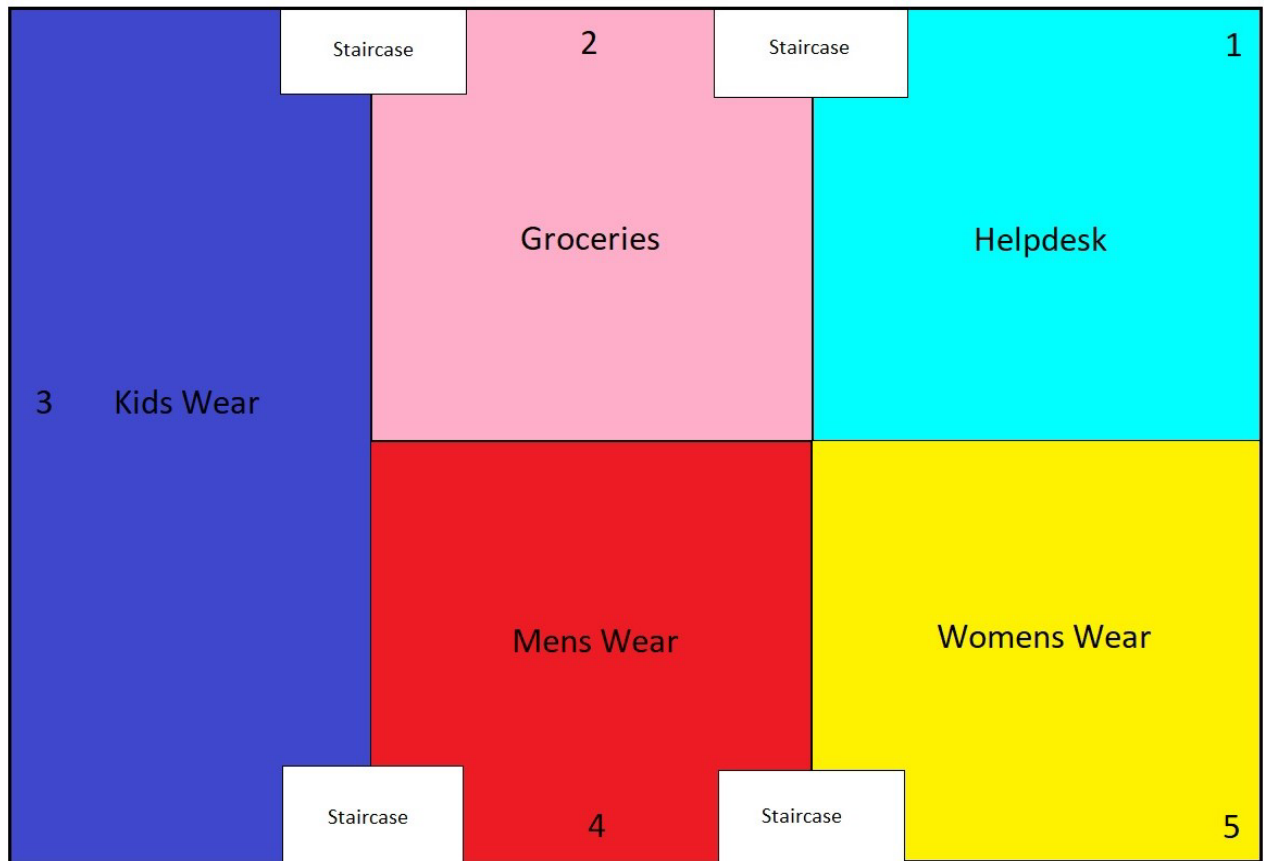 Staircase
2
Staircase
1
Groceries
Helpdesk
3 Kids Wear
Mens Wear
Womens Wear
Staircase
4
Staircase
5